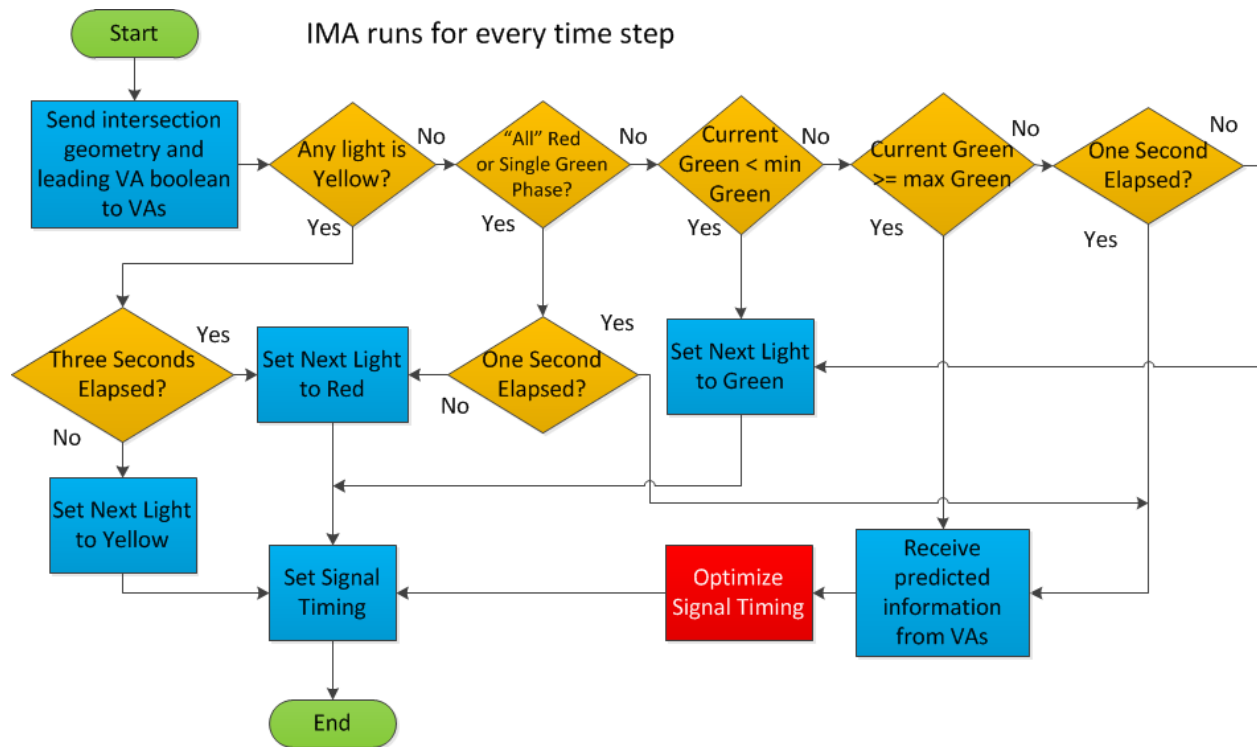 Start
IMA runs for every time step
Send intersection
geometry and
leading VA boolean
to VAs
Any light is
Yellow?
No
Yes
“All” Red
or Single Green
Phase?
No
Yes
Current
Green < min
Green
No
Yes
Current Green
>= max Green
No
Yes
One Second
Elapsed?
No
Yes
Three Seconds
Elapsed?
Yes
No
Set Next Light
to Red
One Second
Elapsed?
Yes
No
Set Next Light
to Green
Set Next Light
to Yellow
Set Signal
Timing
Optimize
Signal Timing
Receive
predicted
information
from VAs
End